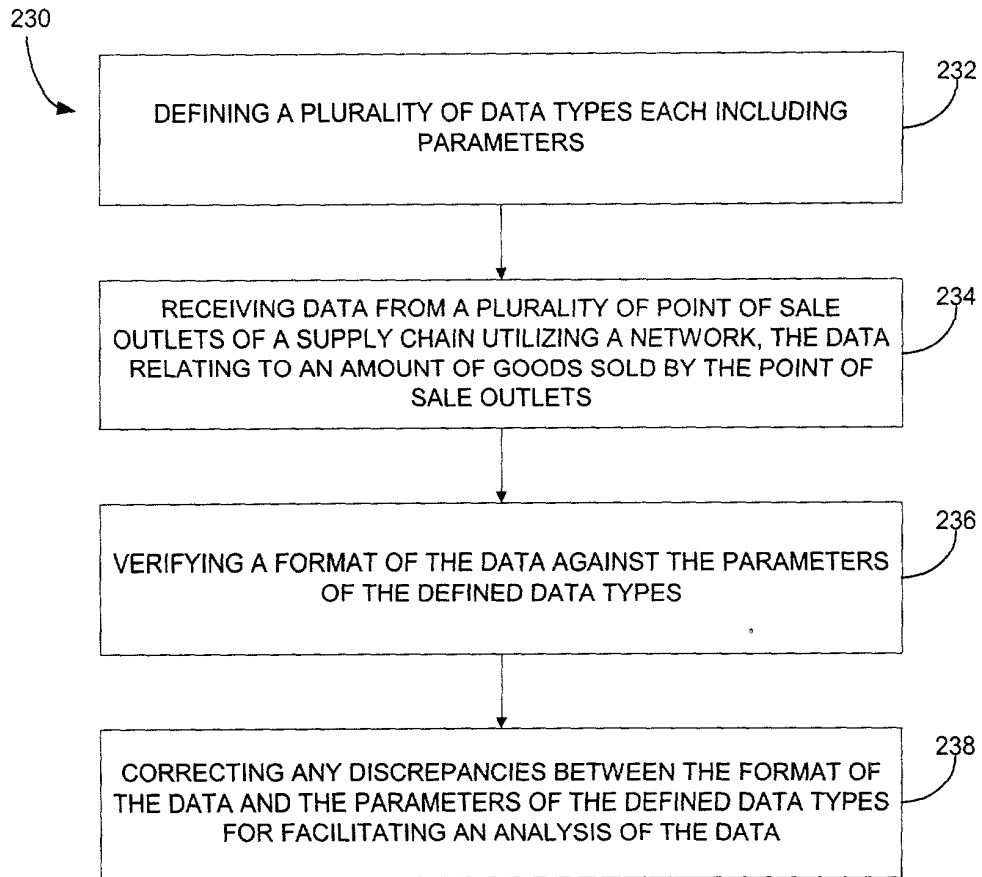 230
232
DEFINING A PLURALITY OF DATA TYPES EACH INCLUDING
PARAMETERS
234
RECEIVING DATA FROM A PLURALITY OF POINT OF SALE
OUTLETS OF A SUPPLY CHAIN UTILIZING A NETWORK, THE DATA
RELATING TO AN AMOUNT OF GOODS SOLD BY THE POINT OF
SALE OUTLETS
236
VERIFYING A FORMAT OF THE DATA AGAINST THE PARAMETERS
OF THE DEFINED DATA TYPES
238
CORRECTING ANY DISCREPANCIES BETWEEN THE FORMAT OF
THE DATA AND THE PARAMETERS OF THE DEFINED DATA TYPES
FOR FACILITATING AN ANALYSIS OF THE DATA